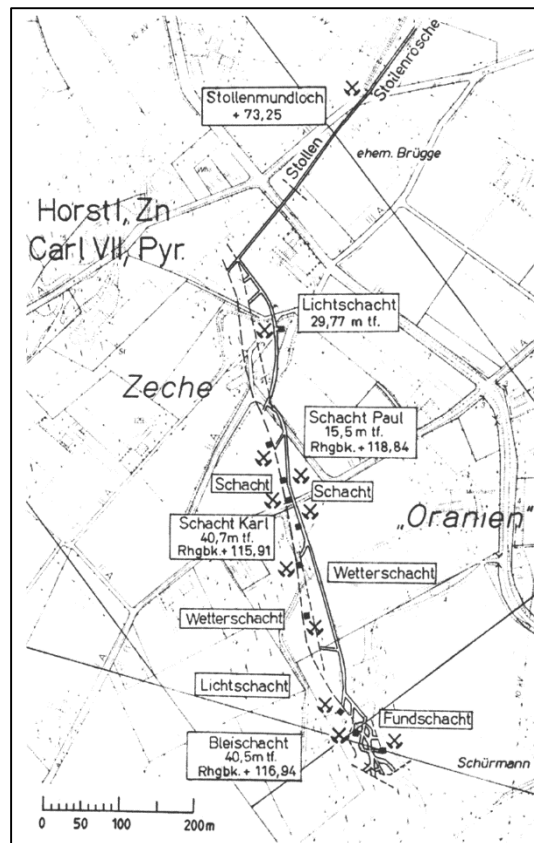 Stollenmundloch
+ 73,25
Stollenrösche
Stollen
ehem. Brügge
Horst I, Zn
Carl VII, Pyr.
Lichtschacht
29,77 m tf.
Zeche
Schacht Paul
15,5 m tf.
Rhgbk. + 118,84
Schacht
Schacht
"Oranien"
Schacht Karl
40,7m tf.
Rhgbk.+ 115,91
Wetterschacht
Wetterschacht
Lichtschacht
Fundschacht
Bleischacht
40,5m tf.
Rhgbk. + 116,94
Schürmann
0 50 100 200m